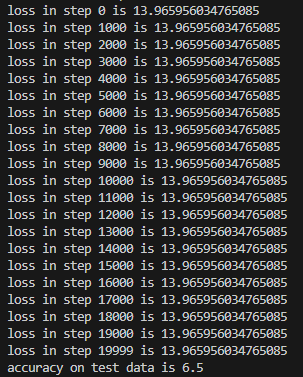 loss in step 0 is 13.965956034765085
loss in step 1000 is 13.965956034765085
loss in step 2000 is 13.965956034765085
loss in step 3000 is 13.965956034765085
loss in step 4000 is 13.965956034765085
loss in step 5000 is 13.965956034765085
loss in step 6000 is 13.965956034765085
loss in step 7000 is 13.965956034765085
loss in step 8000 is 13.965956034765085
loss in step 9000 is 13.965956034765085
loss in step 10000 is 13.965956034765085
loss in step 11000 is 13.965956034765085
loss in step 12000 is 13.965956034765085
loss in step 13000 is 13.965956034765085
loss in step 14000 is 13.965956034765085
loss in step 15000 is 13.965956034765085
loss in step 16000 is 13.965956034765085
loss in step 17000 is 13.965956034765085
loss in step 18000 is 13.965956034765085
loss in step 19000 is 13.965956034765085
loss in step 19999 is 13.965956034765085
accuracy on test data is 6.5